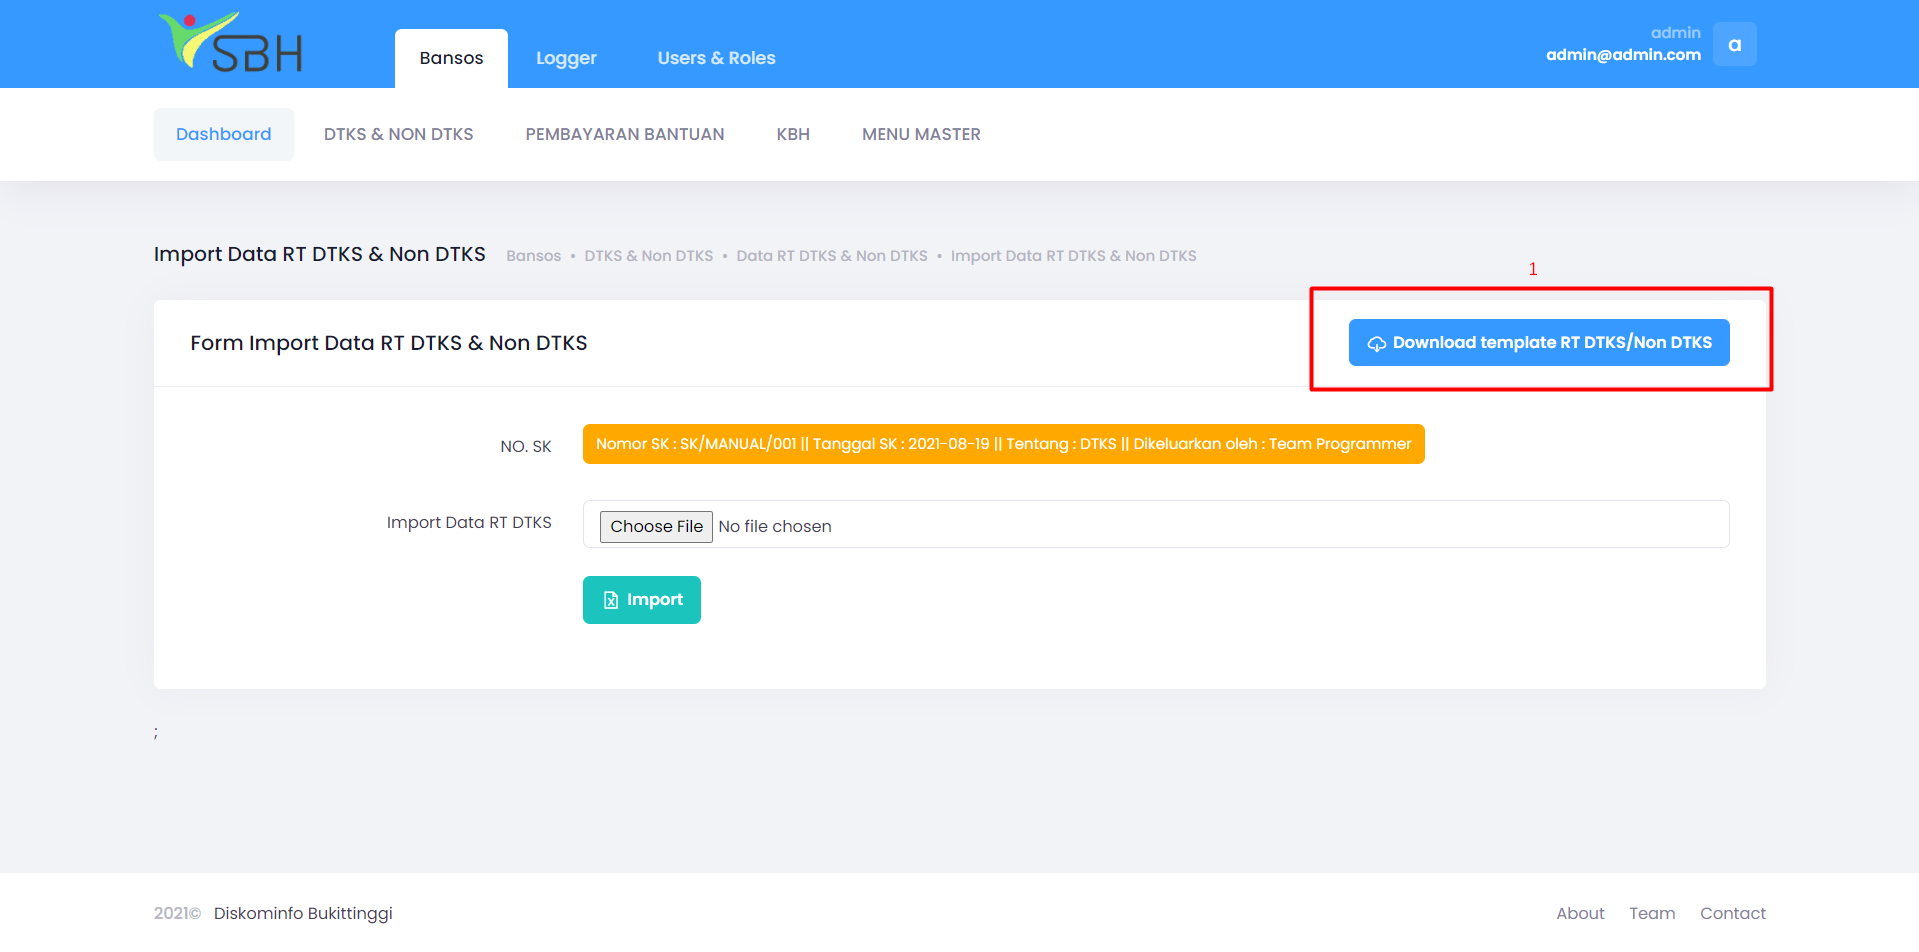 SBH
Bansos
Logger
Users & Roles
admin
admin@admin.com
a
Dashboard
DTKS & NON DTKS
PEMBAYARAN BANTUAN
KBH
MENU MASTER
Import Data RT DTKS & Non DTKS
Bansos • DTKS & Non DTKS • Data RT DTKS & Non DTKS • Import Data RT DTKS & Non DTKS
1
Form Import Data RT DTKS & Non DTKS
Download template RT DTKS/Non DTKS
NO. SK
Nomor SK : SK/MANUAL/001 || Tanggal SK : 2021-08-19 || Tentang : DTKS || Dikeluarkan oleh : Team Programmer
Import Data RT DTKS
Choose File No file chosen
Import
;
2021© Diskominfo Bukittinggi
About
Team
Contact